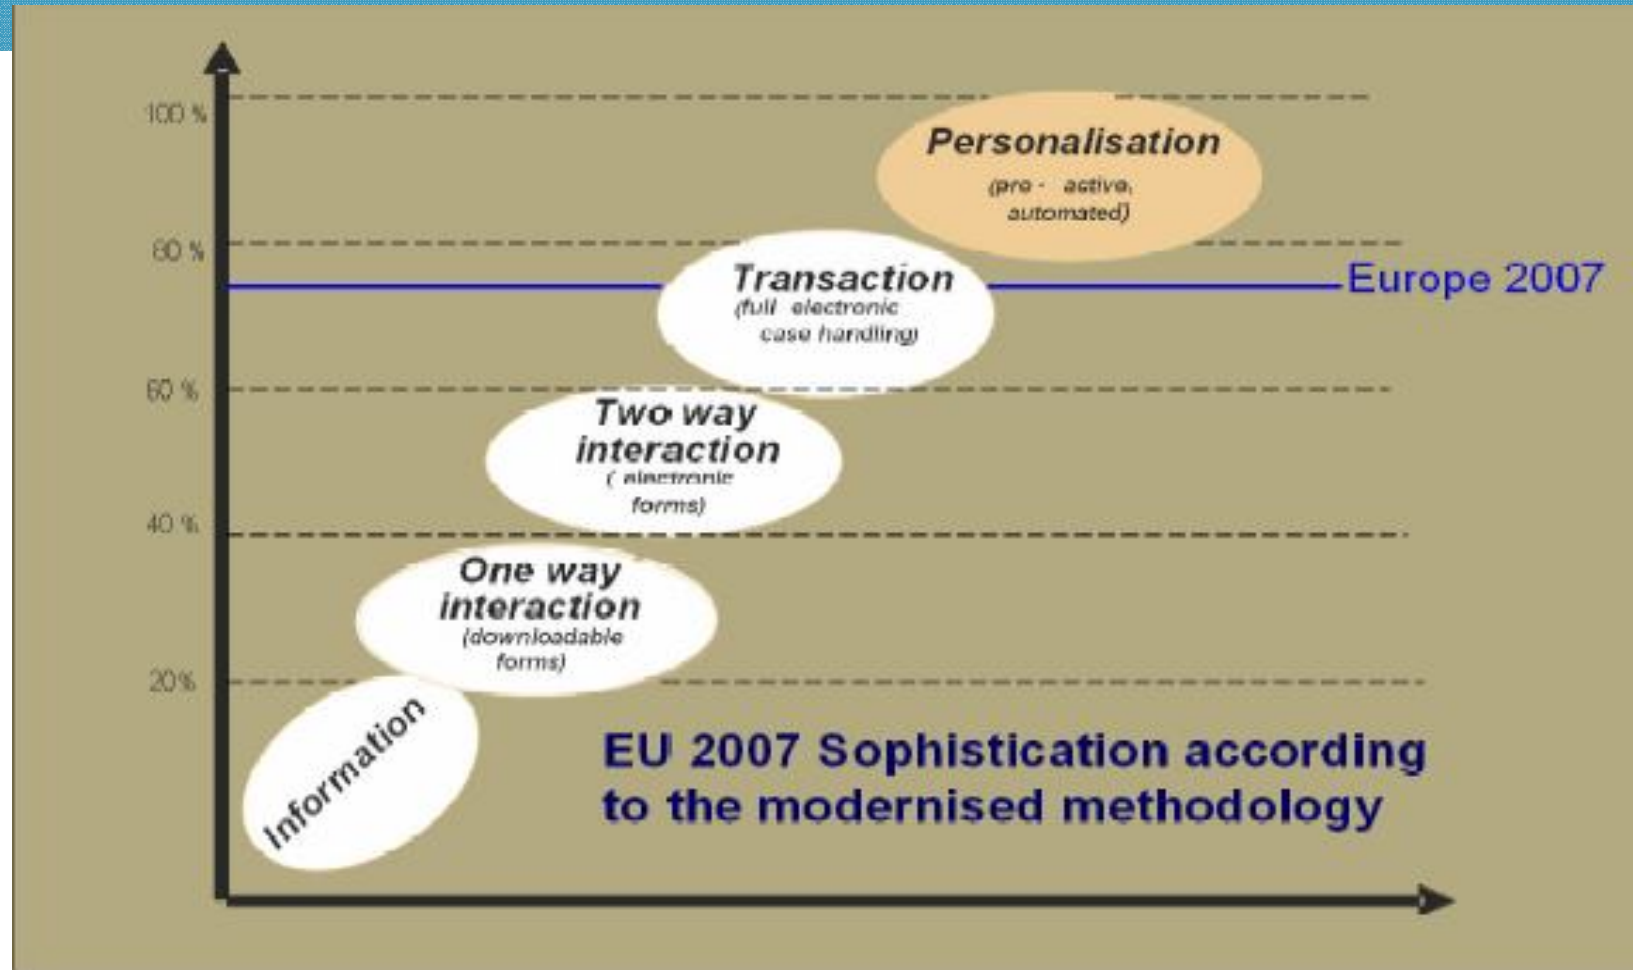 100 %
Personalisation
(pro - active,
automated)
80 %
Transaction
(full electronic
case handling)
Europe 2007
60 %
Two way
interaction
( electronic
forms)
40 %
One way
interaction
(downloadable
forms)
20%
Information
EU 2007 Sophistication according
to the modernised methodology